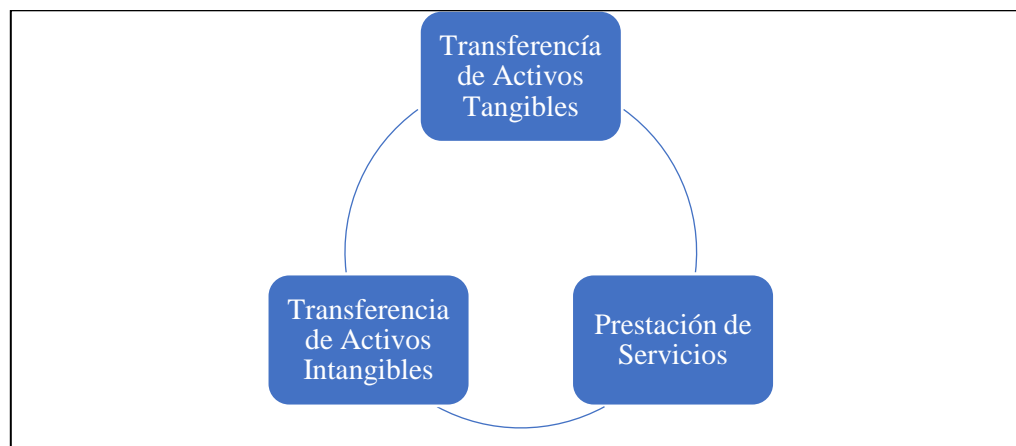 Transferencía
de Activos
Tangibles
Transferencia
de Activos
Intangibles
Prestación de
Servicios